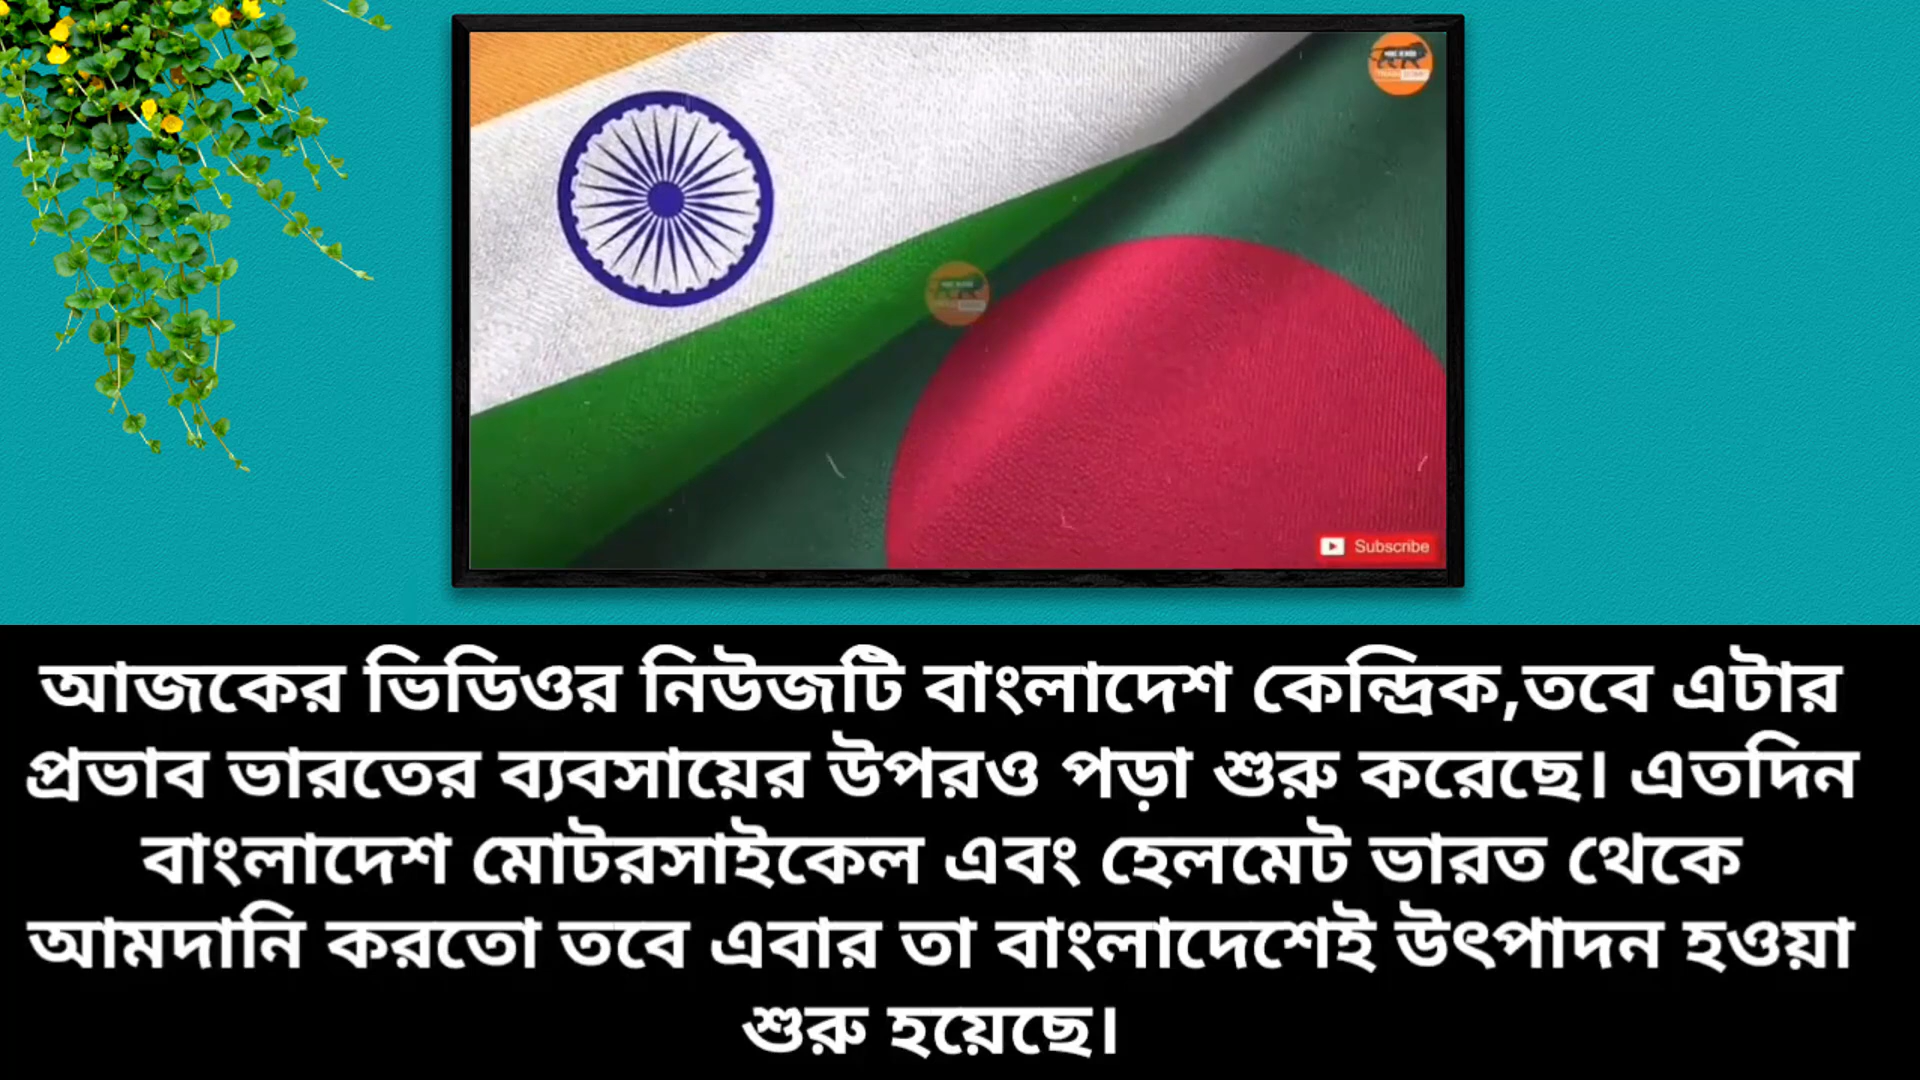 Subscribe
আজকের ভিডিওর নিউজটি বাংলাদেশ কেন্দ্রিক,তবে এটার
প্রভাব ভারতের ব্যবসায়ের উপরও পড়া শুরু করেছে। এতদিন
বাংলাদেশ মোটরসাইকেল এবং হেলমেট ভারত থেকে
আমদানি করতো তবে এবার তা বাংলাদেশেই উৎপাদন হওয়া
শুরু হয়েছে।